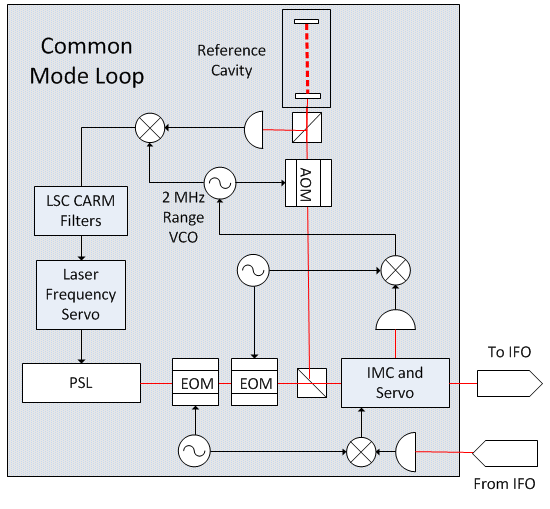 Common
Mode Loop
Reference
Cavity
AOM
2 MHz
Range
VCO
LSC CARM
Filters
Laser
Frequency
Servo
PSL
EOM
EOM
IMC and
Servo
To IFO
From IFO